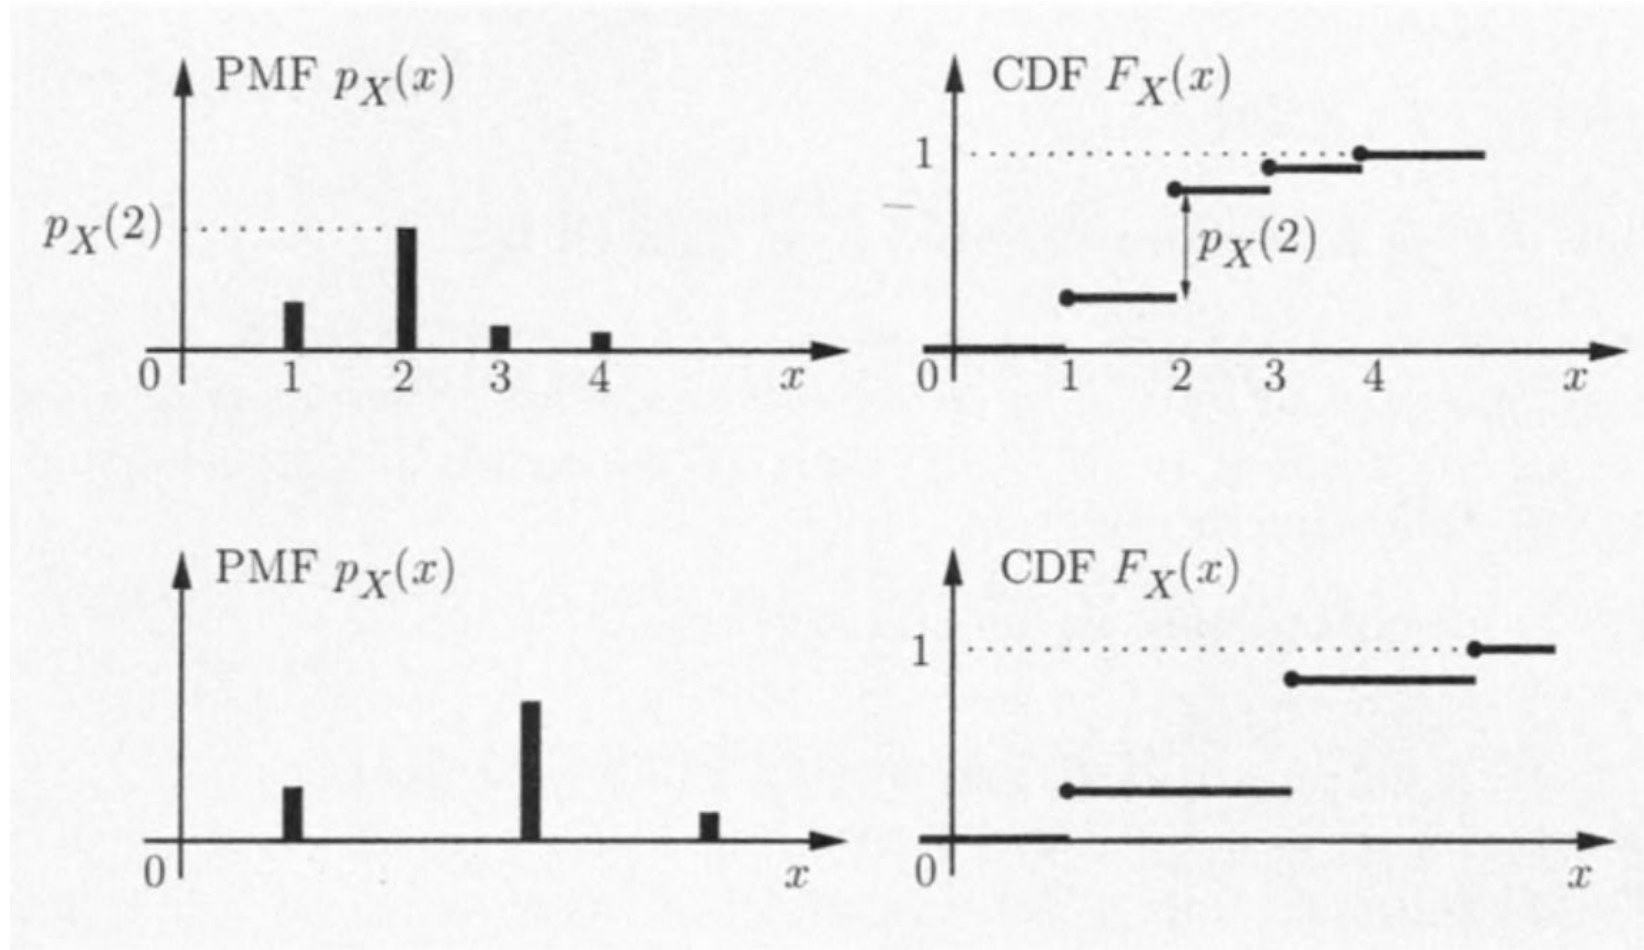 PMF p_X(x)
p_X(2)
0 1 2 3 4 x
CDF F_X(x)
1
p_X(2)
0 1 2 3 4 x
PMF p_X(x)
0 x
CDF F_X(x)
1
0 x